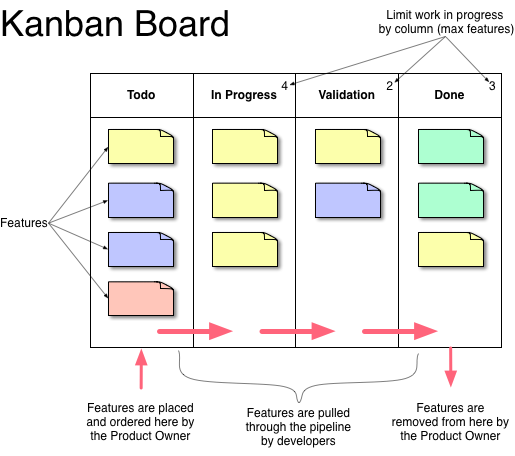 Kanban Board
Limit work in progress
by column (max features)
Todo
In Progress
4
Validation
2
Done
3
Features
Features are placed
and ordered here by
the Product Owner
Features are pulled
through the pipeline
by developers
Features are
removed from here by
the Product Owner